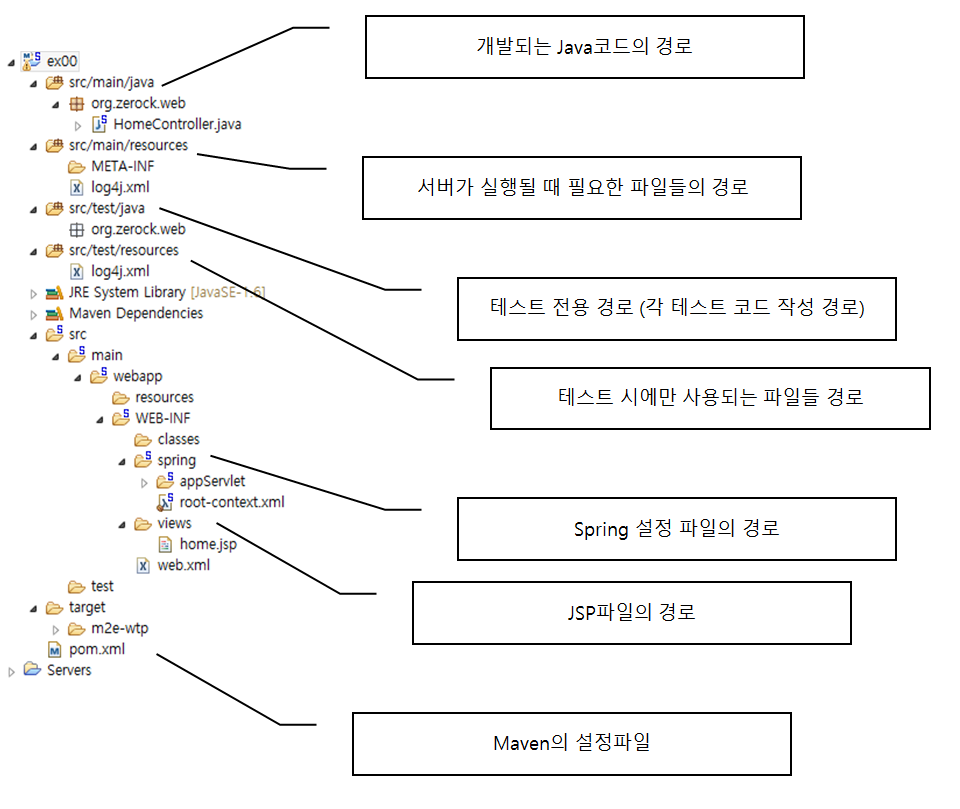 개발되는 Java코드의 경로
ex00
src/main/java
org.zerock.web
HomeController.java
src/main/resources
META-INF
log4j.xml
서버가 실행될 때 필요한 파일들의 경로
src/test/java
org.zerock.web
src/test/resources
log4j.xml
JRE System Library [JavaSE-1.6]
Maven Dependencies
테스트 전용 경로 (각 테스트 코드 작성 경로)
src
main
webapp
resources
테스트 시에만 사용되는 파일들 경로
WEB-INF
classes
spring
appServlet
root-context.xml
Spring 설정 파일의 경로
views
home.jsp
web.xml
test
target
JSP파일의 경로
m2e-wtp
pom.xml
Servers
Maven의 설정파일